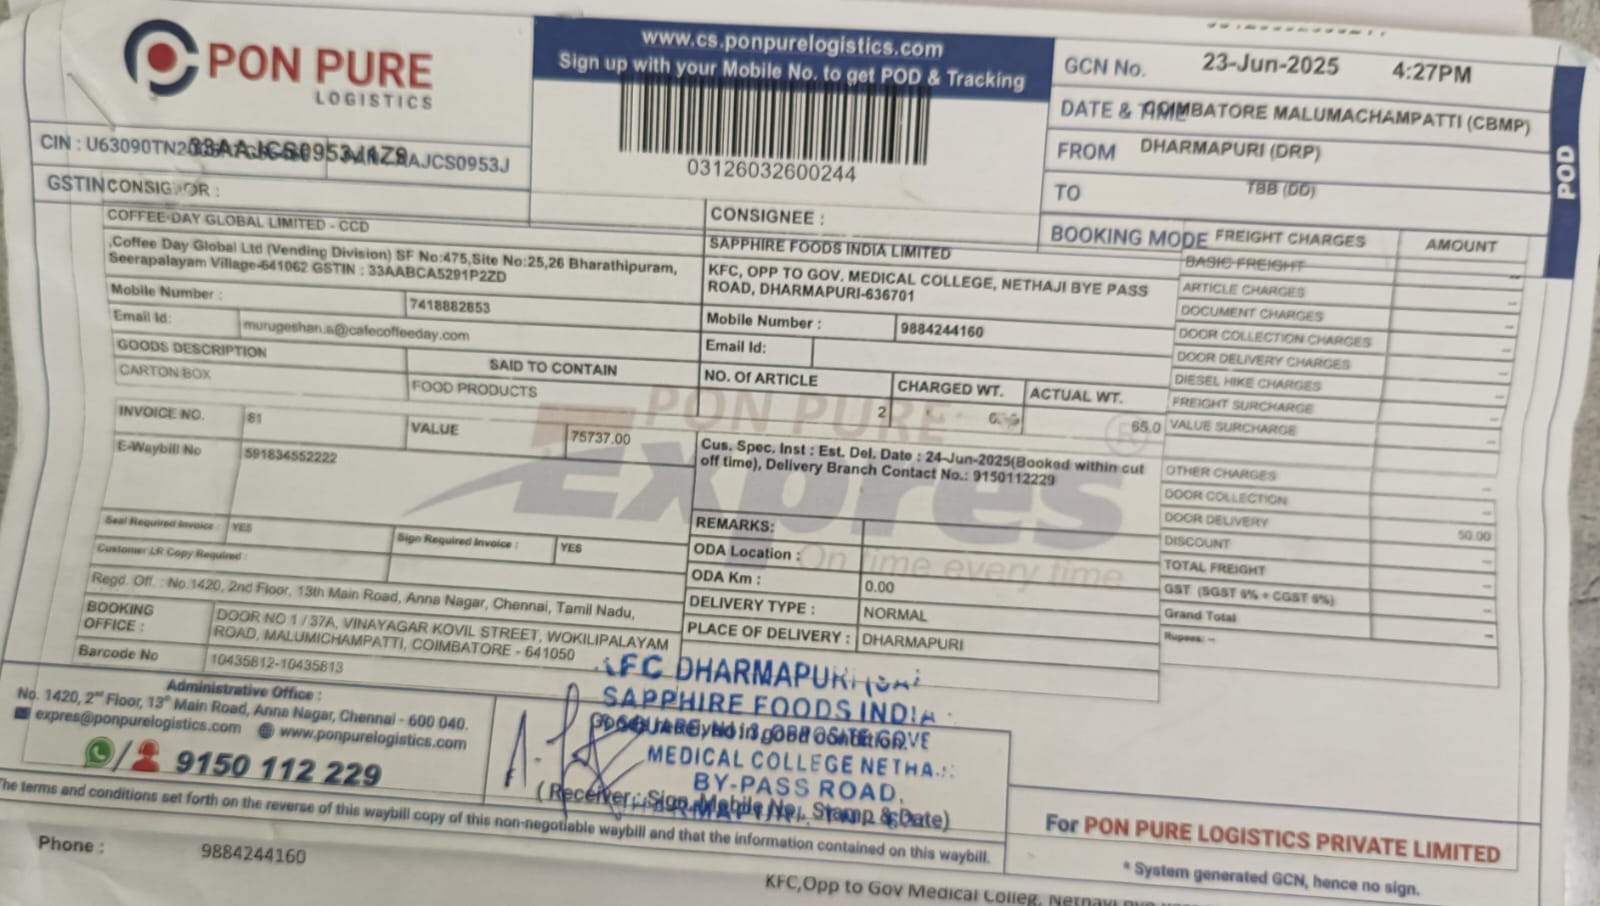 PON PURE
LOGISTICS
www.cs.ponpurelogistics.com
Sign up with your Mobile No. to get POD & Tracking
03126032600244
GCN No. 23-Jun-2025 4:27PM
DATE & TIME COIMBATORE MALUMACHAMPATTI (CBMP)
FROM DHARMAPURI (DRP)
TO TBB (DD)
BOOKING MODE
POD
CIN : U63090TN2
33AAJCS0953J1Z9
AAJCS0953J
GSTIN
CONSIGNOR :
COFFEE-DAY GLOBAL LIMITED - CCD
,Coffee Day Global Ltd (Vending Division) SF No:475,Site No:25,26 Bharathipuram,
Seerapalayam Village-641062 GSTIN : 33AABCA5291P2ZD
Mobile Number : 7418882853
Email Id: murugeshan.a@cafecoffeeday.com
GOODS DESCRIPTION SAID TO CONTAIN
CARTON BOX FOOD PRODUCTS
INVOICE NO. 81 VALUE 75737.00
E-Waybill No 591834552222
Seal Required Invoice : YES Sign Required Invoice : YES
Customer LR Copy Required :
Regd. Off. : No.1420, 2nd Floor, 13th Main Road, Anna Nagar, Chennai, Tamil Nadu,
BOOKING OFFICE : DOOR NO 1 / 37A, VINAYAGAR KOVIL STREET, WOKILIPALAYAM
ROAD, MALUMICHAMPATTI, COIMBATORE - 641050
Barcode No 10435812-10435813
CONSIGNEE :
SAPPHIRE FOODS INDIA LIMITED
KFC, OPP TO GOV. MEDICAL COLLEGE, NETHAJI BYE PASS
ROAD, DHARMAPURI-636701
Mobile Number : 9884244160
Email Id:
NO. Of ARTICLE CHARGED WT. ACTUAL WT.
2 65.0
Cus. Spec. Inst : Est. Del. Date : 24-Jun-2025(Booked within cut
off time), Delivery Branch Contact No.: 9150112229
REMARKS:
ODA Location :
ODA Km : 0.00
DELIVERY TYPE : NORMAL
PLACE OF DELIVERY : DHARMAPURI
PON PURE
Expres
®
On time every time
FREIGHT CHARGES AMOUNT
BASIC FREIGHT --
ARTICLE CHARGES --
DOCUMENT CHARGES --
DOOR COLLECTION CHARGES --
DOOR DELIVERY CHARGES --
DIESEL HIKE CHARGES --
FREIGHT SURCHARGE --
VALUE SURCHARGE --
OTHER CHARGES --
DOOR COLLECTION --
DOOR DELIVERY 50.00
DISCOUNT --
TOTAL FREIGHT --
GST (SGST 9% + CGST 9%) --
Grand Total --
Rupees: --
Administrative Office :
No. 1420, 2nd Floor, 13th Main Road, Anna Nagar, Chennai - 600 040.
expres@ponpurelogistics.com www.ponpurelogistics.com
9150 112 229
KFC DHARMAPURI
SAPPHIRE FOODS INDIA
in good condition.
OPPOSITE GOVE
MEDICAL COLLEGE NETHA
BY-PASS ROAD,
( Receiver : Sign, Mobile No., Stamp & Date)
The terms and conditions set forth on the reverse of this waybill copy of this non-negotiable waybill and that the information contained on this waybill.
For PON PURE LOGISTICS PRIVATE LIMITED
* System generated GCN, hence no sign.
Phone : 9884244160
KFC,Opp to Gov Medical Colleg,